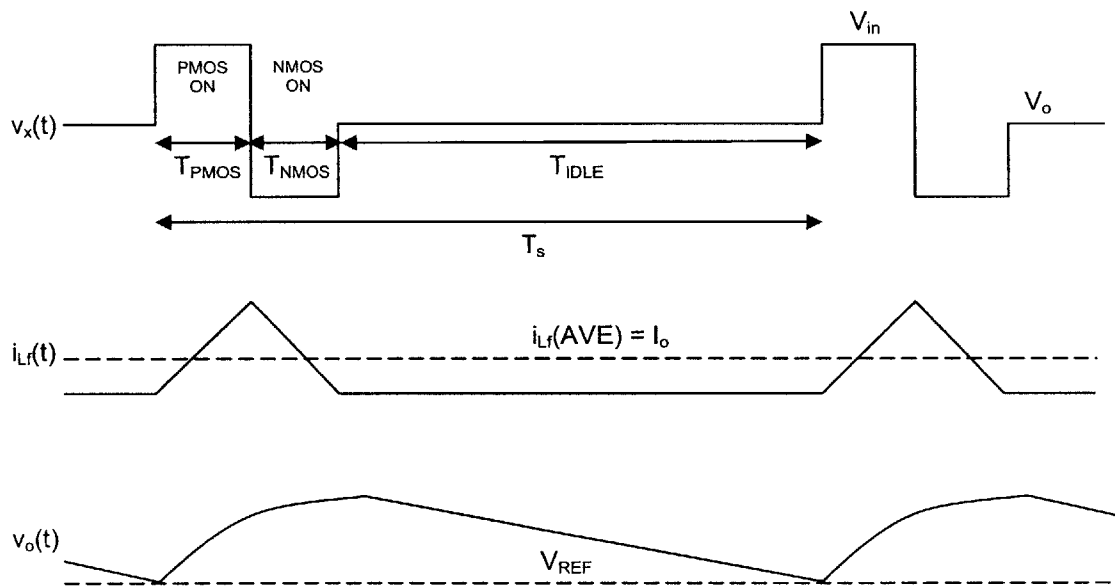 V_in
PMOS
ON
NMOS
ON
V_o
v_x(t)
T_PMOS
T_NMOS
T_IDLE
T_s
i_Lf(AVE) = I_o
i_Lf(t)
v_o(t)
V_REF